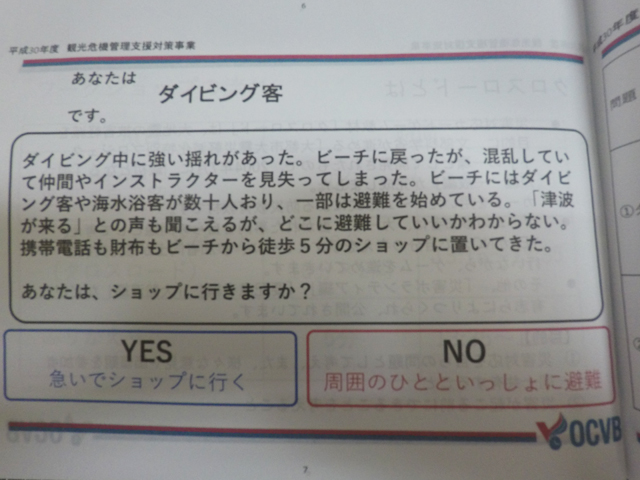 平成30年度 観光危機管理支援対策事業
あなたは
ダイビング客
です。
ダイビング中に強い揺れがあった。ビーチに戻ったが、混乱してい
て仲間やインストラクターを見失ってしまった。ビーチにはダイビ
ング客や海水浴客が数十人おり、一部は避難を始めている。「津波
が来る」との声も聞こえるが、どこに避難していいかわからない。
携帯電話も財布もビーチから徒歩５分のショップに置いてきた。
あなたは、ショップに行きますか？
YES
急いでショップに行く
NO
周囲のひとといっしょに避難
OCVB
7
平成30年度
問題